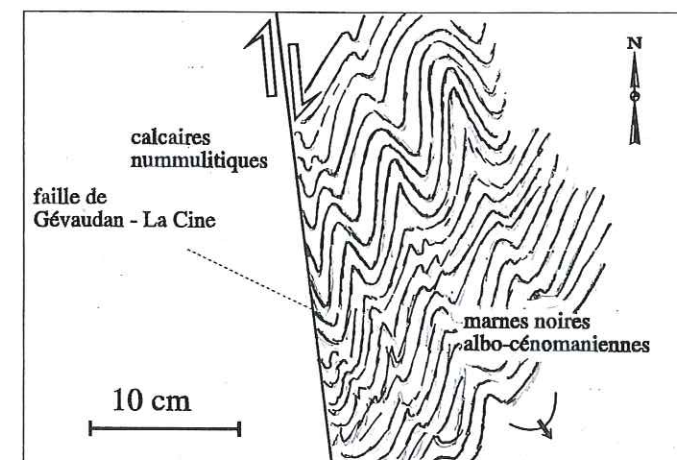 N
calcaires
nummulitiques
faille de
Gévaudan - La Cine
marnes noires
albo-cénomaniennes
10 cm